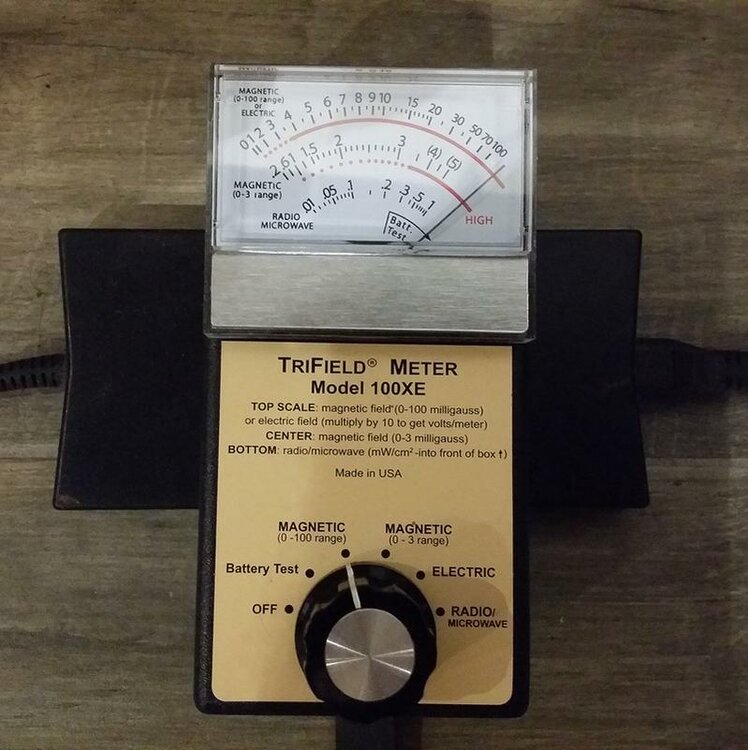 MAGNETIC
(0-100 range)
or
ELECTRIC
0 1 2 3 4 5 6 7 8 9 10 15 20 30 50 70 100
.2 .6 1 1.5 2 3 (4) (5)
MAGNETIC
(0-3 range)
.01 .05 .1 .2 .3 .5 1
HIGH
RADIO
MICROWAVE
Batt.
Test
TRIFIELD® METER
Model 100XE
TOP SCALE: magnetic field*(0-100 milligauss)
or electric field (multiply by 10 to get volts/meter)
CENTER: magnetic field (0-3 milligauss)
BOTTOM: radio/microwave (mW/cm²-into front of box †)
Made in USA
MAGNETIC
(0 -100 range)
MAGNETIC
(0 - 3 range)
Battery Test
ELECTRIC
OFF
RADIO/
MICROWAVE